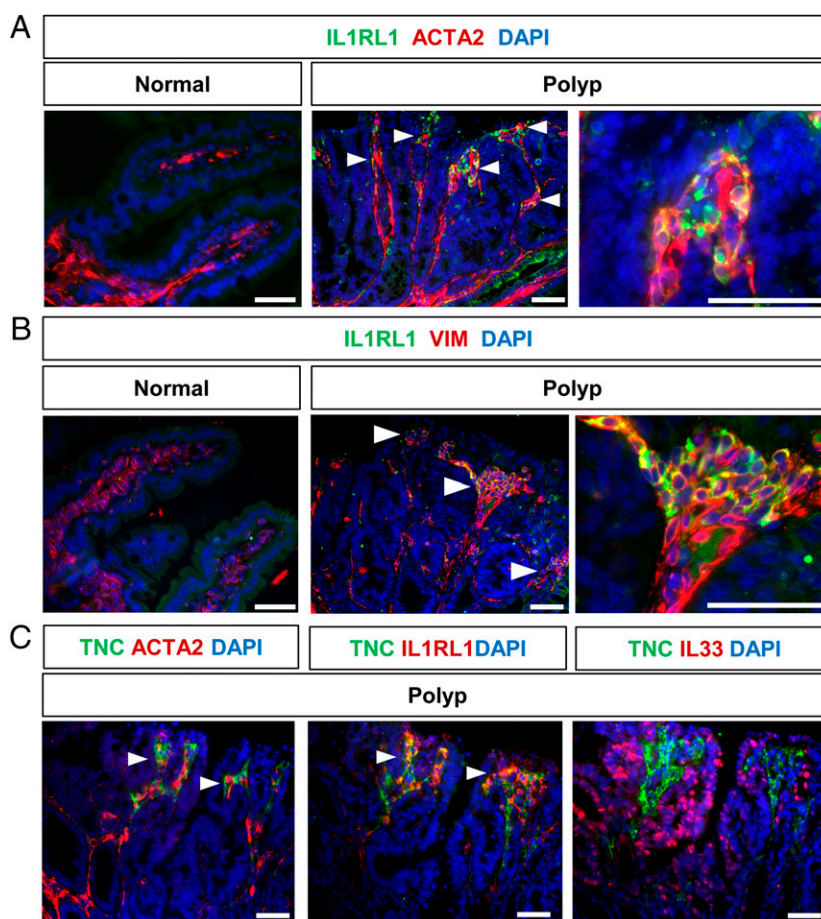 A
IL1RL1 ACTA2 DAPI
Normal Polyp
B
IL1RL1 VIM DAPI
Normal Polyp
C
TNC ACTA2 DAPI TNC IL1RL1DAPI TNC IL33 DAPI
Polyp